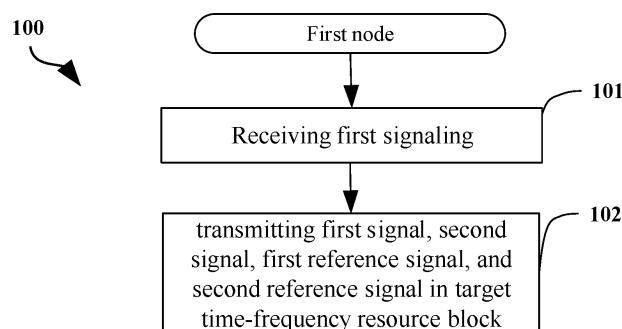 100
First node
101
Receiving first signaling
102
transmitting first signal, second
signal, first reference signal, and
second reference signal in target
time-frequency resource block